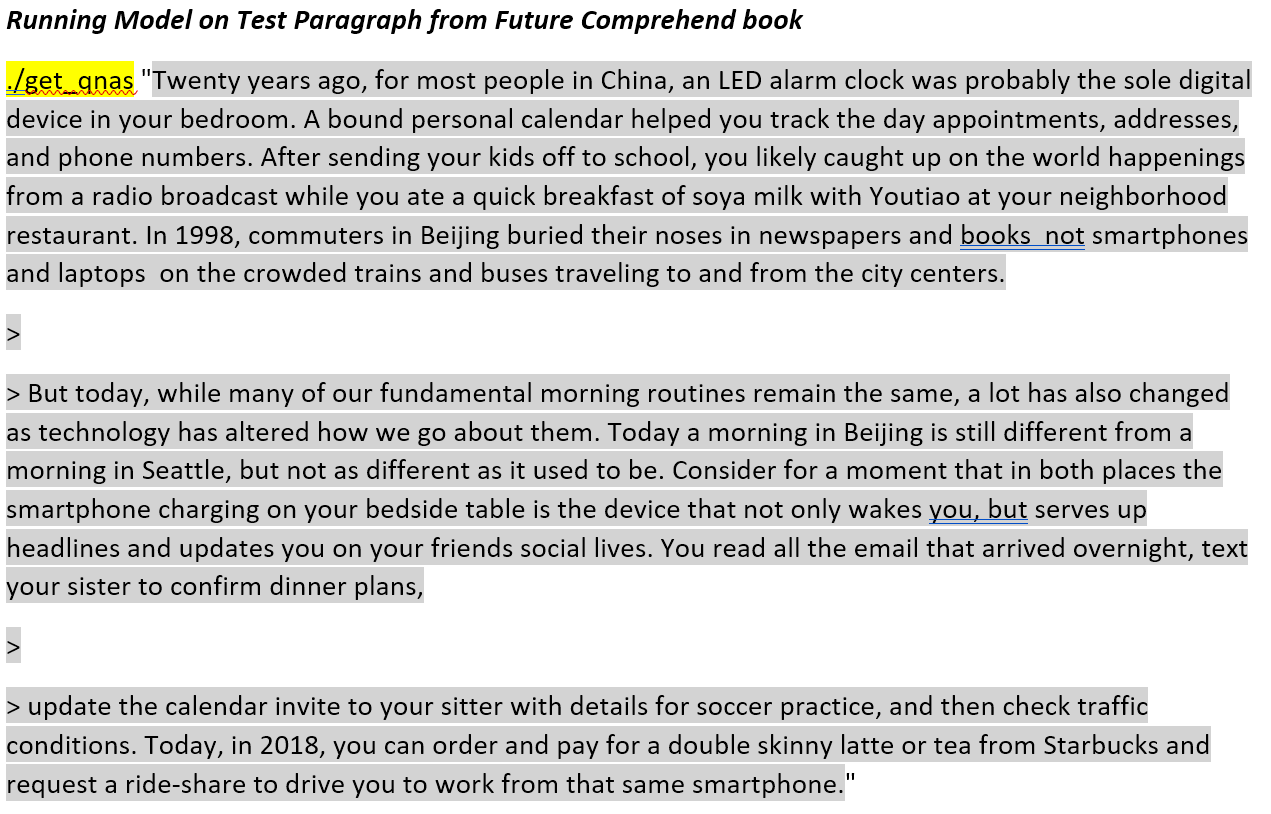 Running Model on Test Paragraph from Future Comprehend book
./get_qnas "Twenty years ago, for most people in China, an LED alarm clock was probably the sole digital
device in your bedroom. A bound personal calendar helped you track the day appointments, addresses,
and phone numbers. After sending your kids off to school, you likely caught up on the world happenings
from a radio broadcast while you ate a quick breakfast of soya milk with Youtiao at your neighborhood
restaurant. In 1998, commuters in Beijing buried their noses in newspapers and books  not smartphones
and laptops  on the crowded trains and buses traveling to and from the city centers.
>
> But today, while many of our fundamental morning routines remain the same, a lot has also changed
as technology has altered how we go about them. Today a morning in Beijing is still different from a
morning in Seattle, but not as different as it used to be. Consider for a moment that in both places the
smartphone charging on your bedside table is the device that not only wakes you, but serves up
headlines and updates you on your friends social lives. You read all the email that arrived overnight, text
your sister to confirm dinner plans,
>
> update the calendar invite to your sitter with details for soccer practice, and then check traffic
conditions. Today, in 2018, you can order and pay for a double skinny latte or tea from Starbucks and
request a ride-share to drive you to work from that same smartphone."